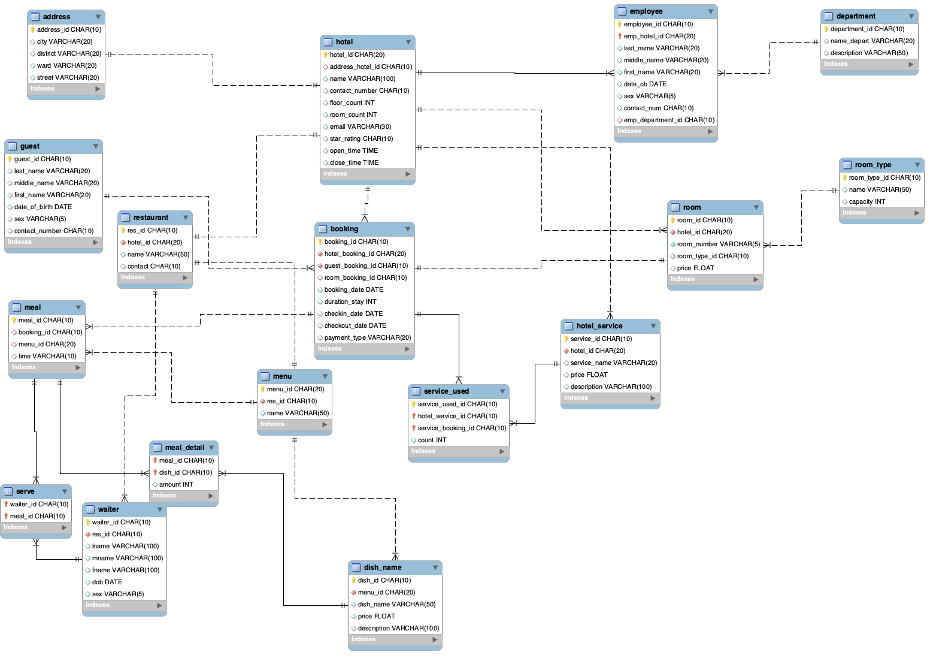 address
address_id CHAR(10)
city VARCHAR(20)
district VARCHAR(20)
ward VARCHAR(20)
street VARCHAR(20)
Indexes
hotel
hotel_id CHAR(20)
address_hotel_id CHAR(10)
name VARCHAR(100)
contact_number CHAR(10)
floor_count INT
room_count INT
email VARCHAR(30)
star_rating CHAR(10)
open_time TIME
close_time TIME
Indexes
employee
employee_id CHAR(10)
emp_hotel_id CHAR(20)
last_name VARCHAR(20)
middle_name VARCHAR(20)
first_name VARCHAR(20)
date_ob DATE
sex VARCHAR(5)
contact_num CHAR(10)
emp_department_id CHAR(10)
Indexes
department
department_id CHAR(10)
name_depart VARCHAR(20)
description VARCHAR(50)
Indexes
guest
guest_id CHAR(10)
last_name VARCHAR(20)
middle_name VARCHAR(20)
first_name VARCHAR(20)
date_of_birth DATE
sex VARCHAR(5)
contact_number CHAR(10)
Indexes
restaurant
res_id CHAR(10)
hotel_id CHAR(20)
name VARCHAR(50)
contact CHAR(10)
Indexes
booking
booking_id CHAR(10)
hotel_booking_id CHAR(20)
guest_booking_id CHAR(10)
room_booking_id CHAR(10)
booking_date DATE
duration_stay INT
checkin_date DATE
checkout_date DATE
payment_type VARCHAR(20)
Indexes
room
room_id CHAR(10)
hotel_id CHAR(20)
room_number VARCHAR(5)
room_type_id CHAR(10)
price FLOAT
Indexes
room_type
room_type_id CHAR(10)
name VARCHAR(50)
capacity INT
Indexes
meal
meal_id CHAR(10)
booking_id CHAR(10)
menu_id CHAR(20)
time VARCHAR(10)
Indexes
menu
menu_id CHAR(20)
res_id CHAR(10)
name VARCHAR(50)
Indexes
service_used
service_used_id CHAR(10)
hotel_service_id CHAR(10)
service_booking_id CHAR(10)
count INT
Indexes
hotel_service
service_id CHAR(10)
hotel_id CHAR(20)
service_name VARCHAR(20)
price FLOAT
description VARCHAR(100)
Indexes
meal_detail
meal_id CHAR(10)
dish_id CHAR(10)
amount INT
Indexes
serve
waiter_id CHAR(10)
meal_id CHAR(10)
Indexes
waiter
waiter_id CHAR(10)
res_id CHAR(10)
lname VARCHAR(100)
mname VARCHAR(100)
fname VARCHAR(100)
dob DATE
sex VARCHAR(5)
Indexes
dish_name
dish_id CHAR(10)
menu_id CHAR(20)
dish_name VARCHAR(50)
price FLOAT
description VARCHAR(100)
Indexes